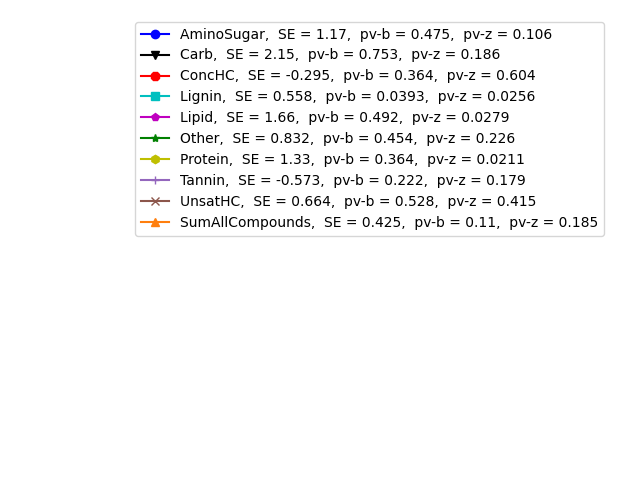 AminoSugar,  SE = 1.17,  pv-b = 0.475,  pv-z = 0.106
Carb,  SE = 2.15,  pv-b = 0.753,  pv-z = 0.186
ConcHC,  SE = -0.295,  pv-b = 0.364,  pv-z = 0.604
Lignin,  SE = 0.558,  pv-b = 0.0393,  pv-z = 0.0256
Lipid,  SE = 1.66,  pv-b = 0.492,  pv-z = 0.0279
Other,  SE = 0.832,  pv-b = 0.454,  pv-z = 0.226
Protein,  SE = 1.33,  pv-b = 0.364,  pv-z = 0.0211
Tannin,  SE = -0.573,  pv-b = 0.222,  pv-z = 0.179
UnsatHC,  SE = 0.664,  pv-b = 0.528,  pv-z = 0.415
SumAllCompounds,  SE = 0.425,  pv-b = 0.11,  pv-z = 0.185